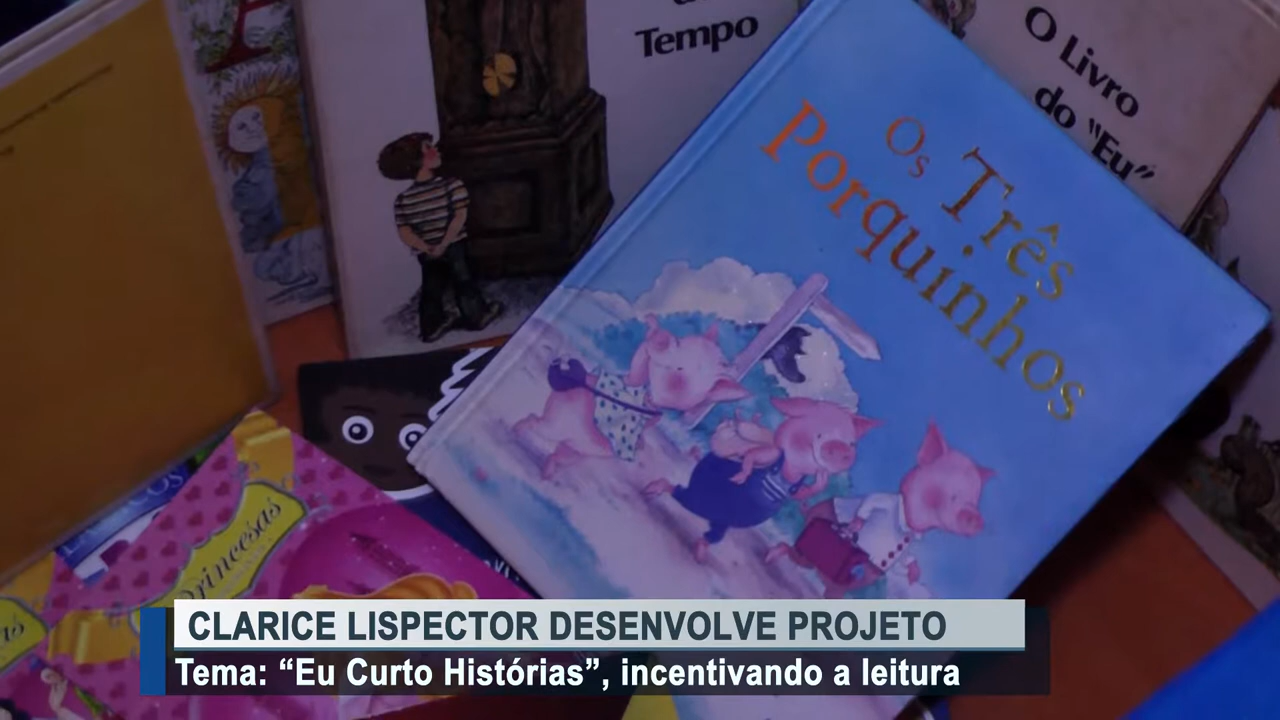 Tempo
O Livro
do "Eu"
Os Três
Porquinhos
Princesas
CLARICE LISPECTOR DESENVOLVE PROJETO
Tema: “Eu Curto Histórias”, incentivando a leitura